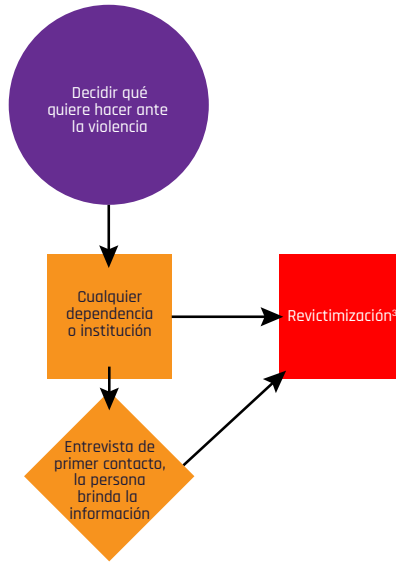 Decidir qué
quiere hacer ante
la violencia
Cualquier
dependencia
o institución
Revictimización³
Entrevista de
primer contacto,
la persona
brinda la
información